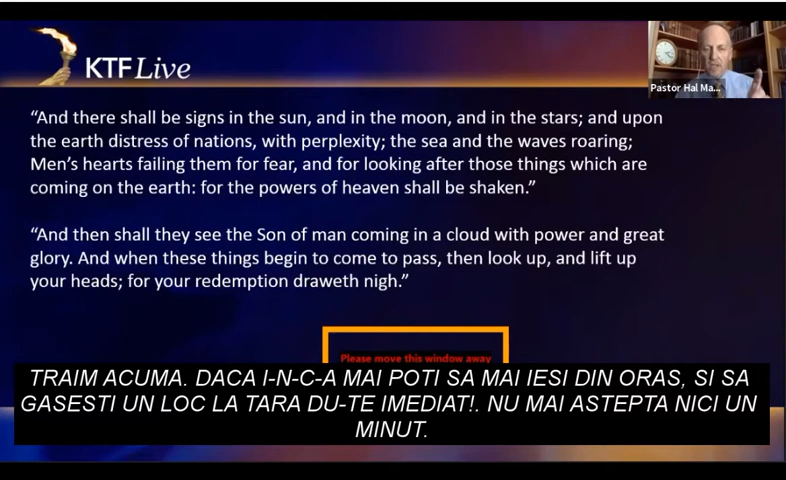 KTF Live
Pastor Hal Ma...
“And there shall be signs in the sun, and in the moon, and in the stars; and upon
the earth distress of nations, with perplexity; the sea and the waves roaring;
Men’s hearts failing them for fear, and for looking after those things which are
coming on the earth: for the powers of heaven shall be shaken.”
“And then shall they see the Son of man coming in a cloud with power and great
glory. And when these things begin to come to pass, then look up, and lift up
your heads; for your redemption draweth nigh.”
Please move this window away
TRAIM ACUMA. DACA I-N-C-A MAI POTI SA MAI IESI DIN ORAS, SI SA
GASESTI UN LOC LA TARA DU-TE IMEDIAT!. NU MAI ASTEPTA NICI UN
MINUT.